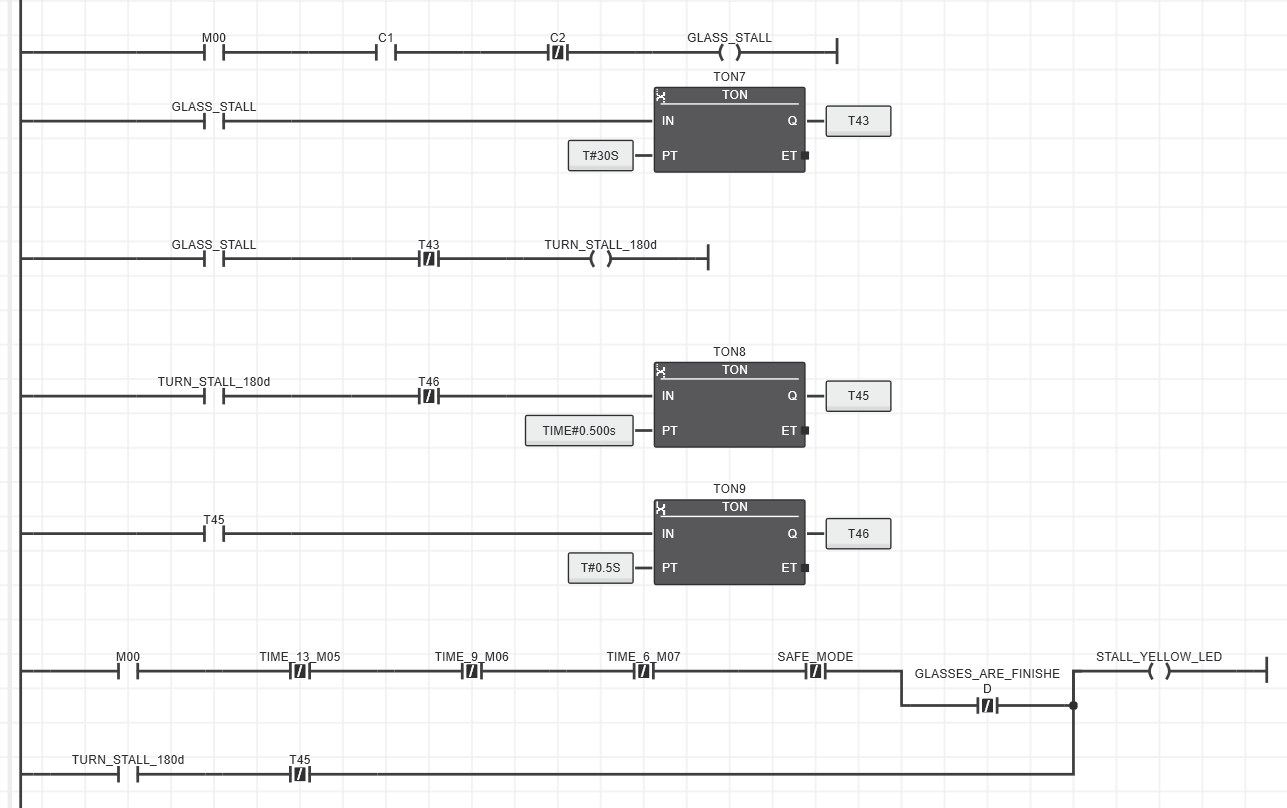 M00 C1 C2 GLASS_STALL
TON7
TON
GLASS_STALL
IN Q T43
T#30S PT ET
GLASS_STALL T43 TURN_STALL_180d
TON8
TON
TURN_STALL_180d T46
IN Q T45
TIME#0.500s PT ET
TON9
TON
T45
IN Q T46
T#0.5S PT ET
M00 TIME_13_M05 TIME_9_M06 TIME_6_M07 SAFE_MODE STALL_YELLOW_LED
GLASSES_ARE_FINISHE
D
TURN_STALL_180d T45